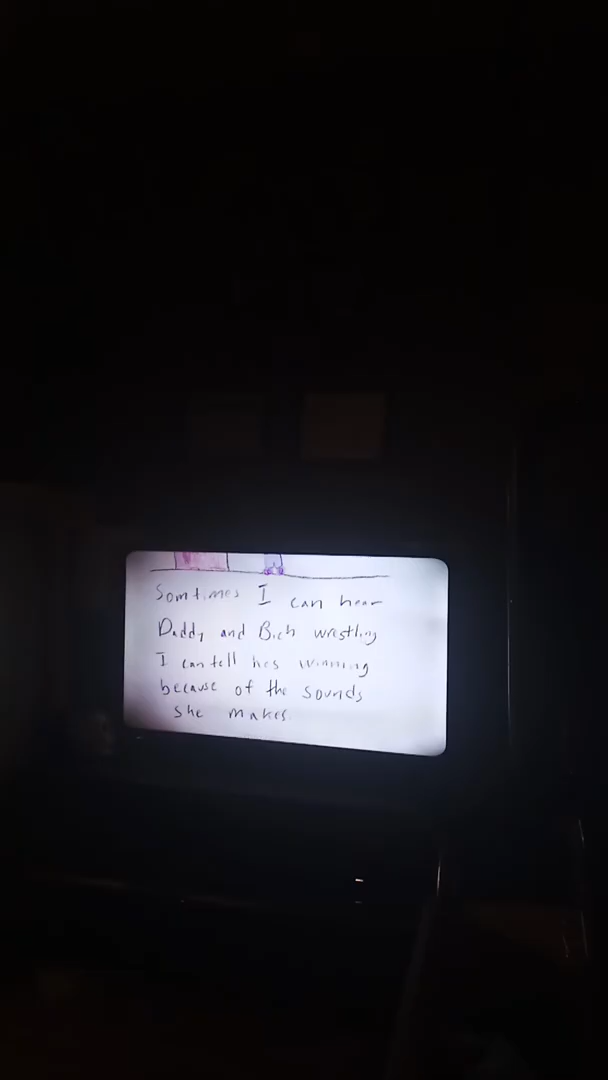 Somtimes I can hear
Daddy and Bich wrestling
I can tell hes winning
because of the sounds
she makes.